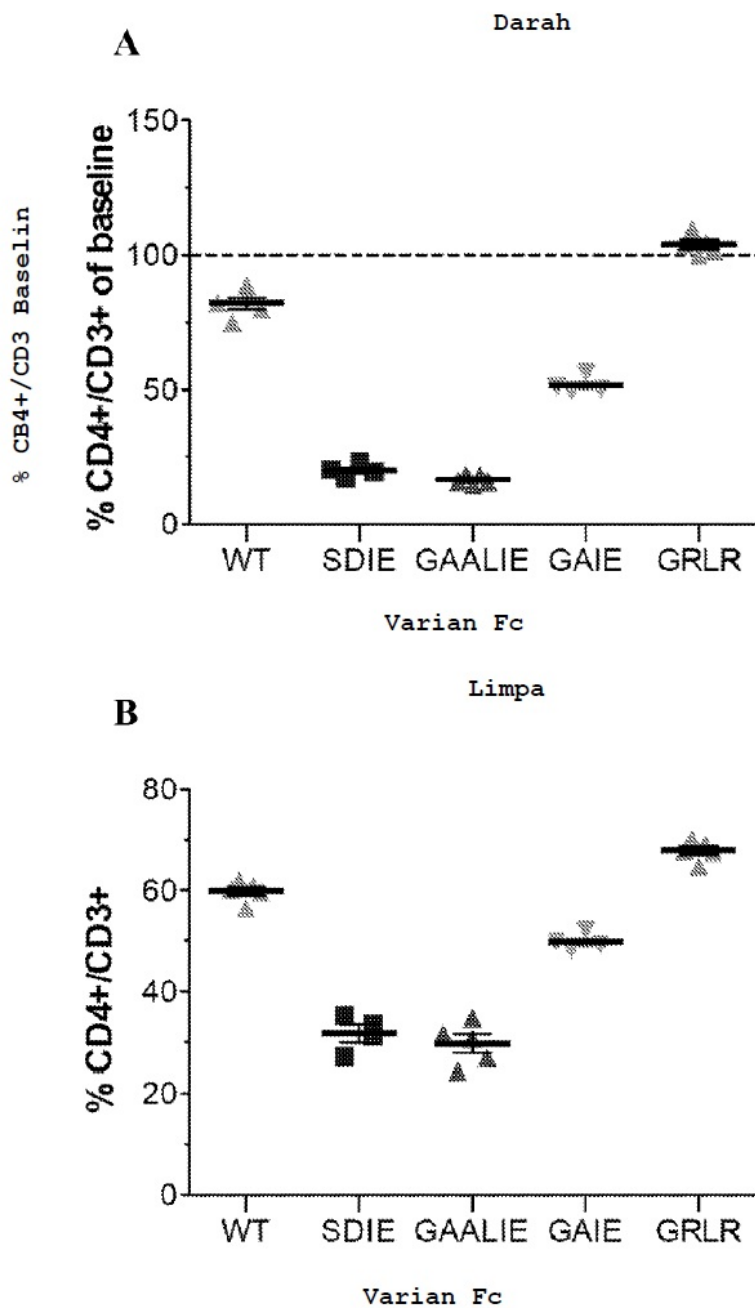 Darah
A
% CB4+/CD3 Baselin
% CD4+/CD3+ of baseline
150
100
50
0
WT SDIE GAALIE GAIE GRLR
Varian Fc
Limpa
B
% CD4+/CD3+
80
60
40
20
0
WT SDIE GAALIE GAIE GRLR
Varian Fc